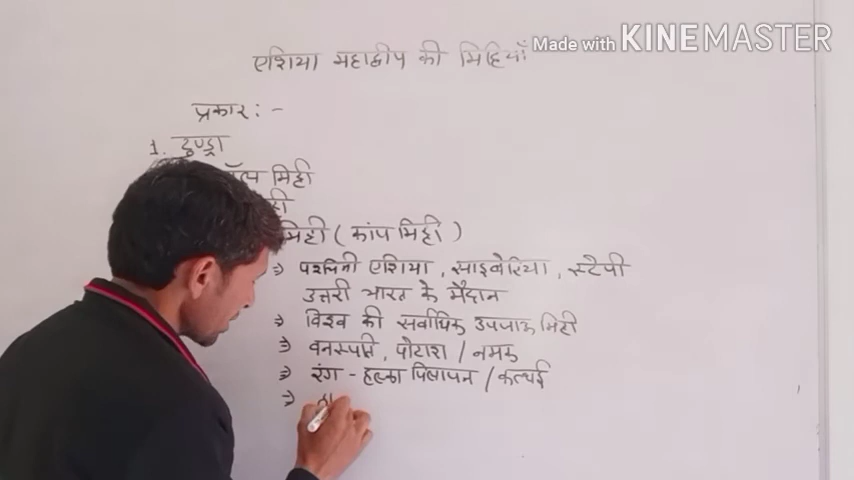 Made with KINEMASTER
एशिया महाद्वीप की मिट्टियाँ
प्रकार : -
1. टुण्ड्रा
मिट्टी
मिट्टी ( कांप मिट्टी )
⇒ पश्चिमी एशिया , साइबेरिया , स्टेपी
उत्तरी भारत के मैदान
⇒ विश्व की सर्वाधिक उपजाऊ मिट्टी
⇒ वनस्पति , पोटाश / नमक
⇒ रंग - हल्का पिलापन / कत्थई
⇒